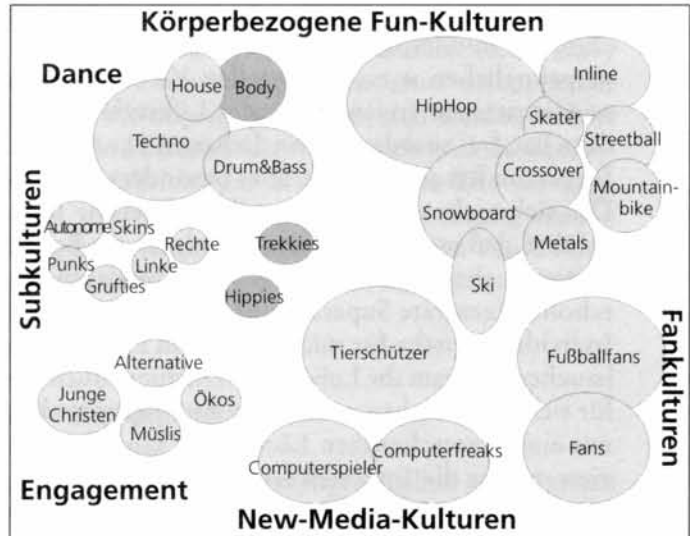 Körperbezogene Fun-Kulturen
Dance
House
Body
Techno
Drum&Bass
HipHop
Inline
Skater
Streetball
Crossover
Mountain-
bike
Snowboard
Metals
Ski
Subkulturen
Autonome
Skins
Rechte
Punks
Linke
Grufties
Trekkies
Hippies
Alternative
Junge
Christen
Ökos
Müslis
Engagement
Tierschützer
Fußballfans
Fans
Fankulturen
Computerspieler
Computerfreaks
New-Media-Kulturen